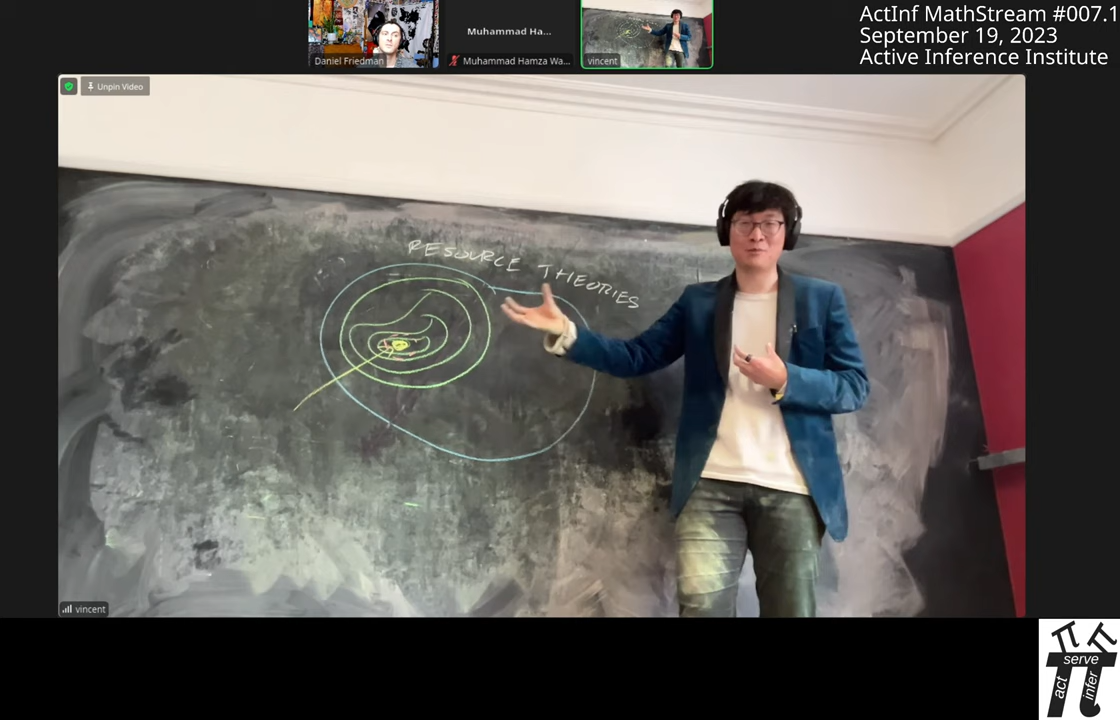 ActInf MathStream #007.1
September 19, 2023
Active Inference Institute
Daniel Friedman
Muhammad Ha...
Muhammad Hamza Wa...
vincent
Unpin Video
RESOURCE THEORIES
vincent
π π
serve
act
infer